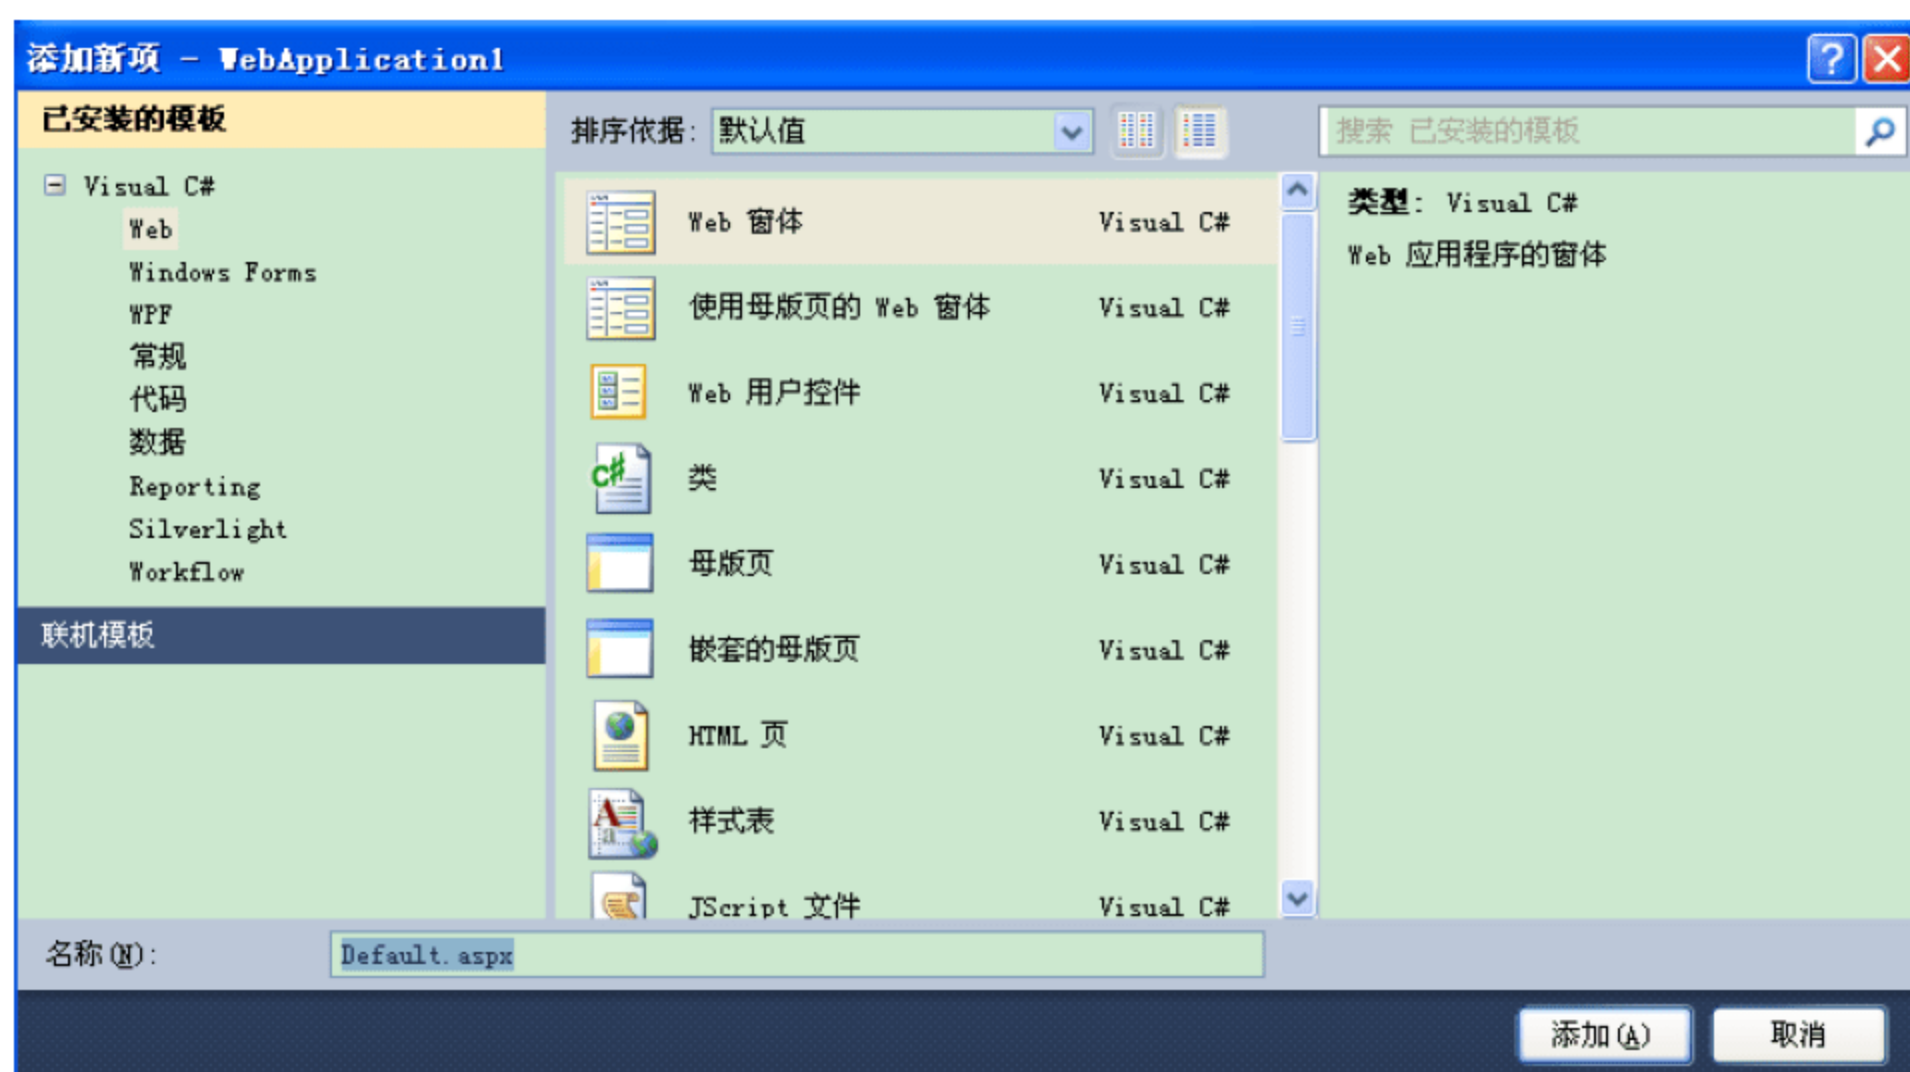 添加新项 - WebApplication1
已安装的模板
Visual C#
Web
Windows Forms
WPF
常规
代码
数据
Reporting
Silverlight
Workflow
联机模板
排序依据: 默认值
搜索 已安装的模板
Web 窗体 Visual C#
使用母版页的 Web 窗体 Visual C#
Web 用户控件 Visual C#
类 Visual C#
母版页 Visual C#
嵌套的母版页 Visual C#
HTML 页 Visual C#
样式表 Visual C#
JScript 文件 Visual C#
类型: Visual C#
Web 应用程序的窗体
名称(N): Default.aspx
添加(A) 取消